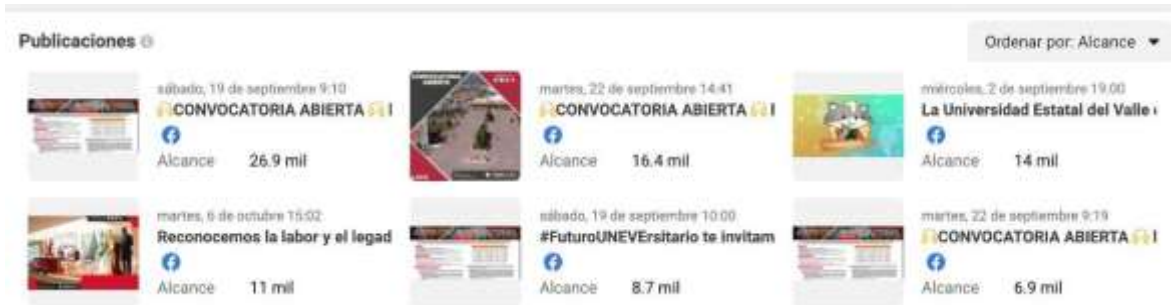 Publicaciones
Ordenar por: Alcance
sábado, 19 de septiembre 9:10
CONVOCATORIA ABIERTA
Alcance 26.9 mil
martes, 22 de septiembre 14:41
CONVOCATORIA ABIERTA
Alcance 16.4 mil
miércoles, 2 de septiembre 19:00
La Universidad Estatal del Valle
Alcance 14 mil
martes, 6 de octubre 15:02
Reconocemos la labor y el legad
Alcance 11 mil
sábado, 19 de septiembre 10:00
#FuturoUNEVErsitario te invitam
Alcance 8.7 mil
martes, 22 de septiembre 9:19
CONVOCATORIA ABIERTA
Alcance 6.9 mil